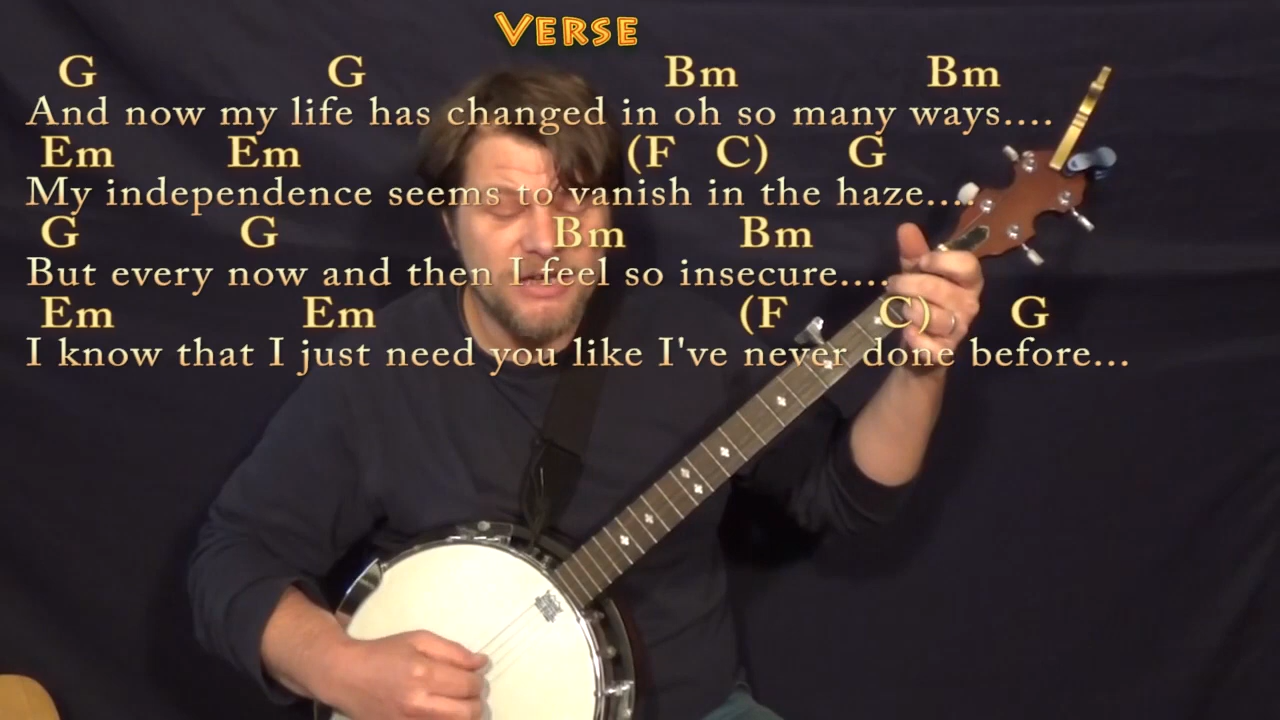 VERSE
G G Bm Bm
And now my life has changed in oh so many ways....
Em Em (F C) G
My independence seems to vanish in the haze....
G G Bm Bm
But every now and then I feel so insecure....
Em Em (F C) G
I know that I just need you like I've never done before...